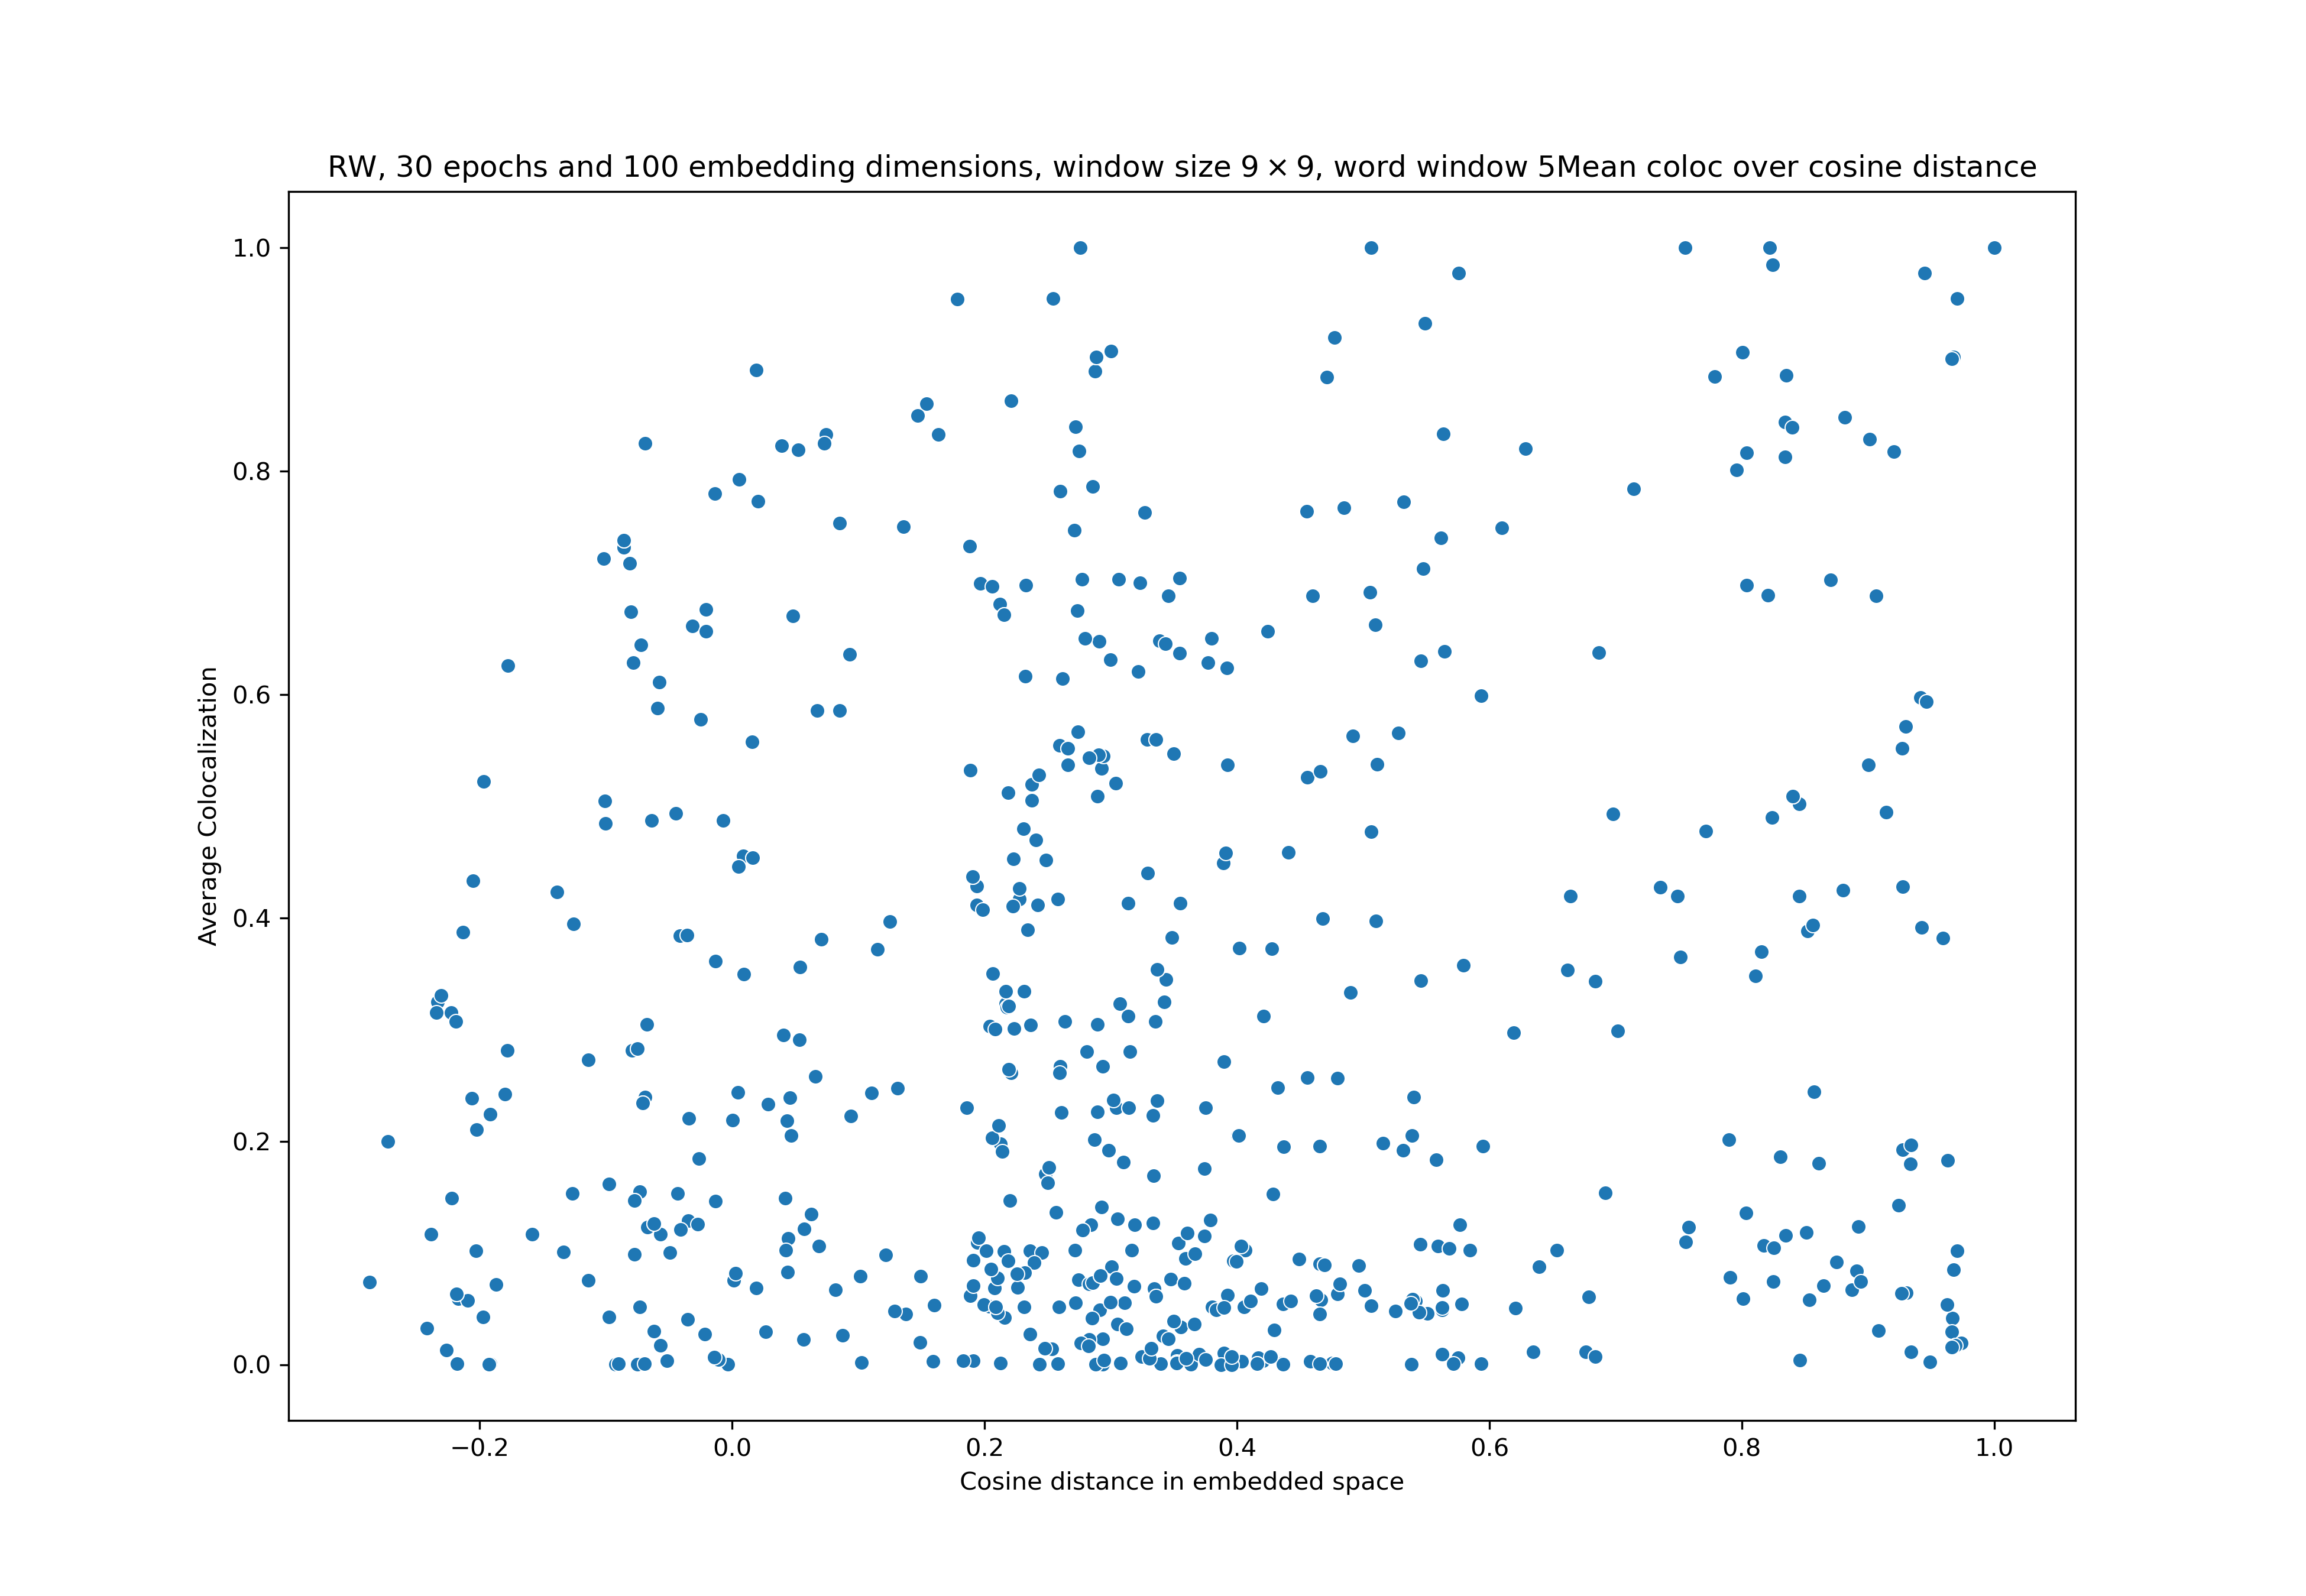 RW, 30 epochs and 100 embedding dimensions, window size 9 × 9, word window 5Mean coloc over cosine distance
1.0
0.8
0.6
0.4
0.2
0.0
Average Colocalization
−0.2 0.0 0.2 0.4 0.6 0.8 1.0
Cosine distance in embedded space